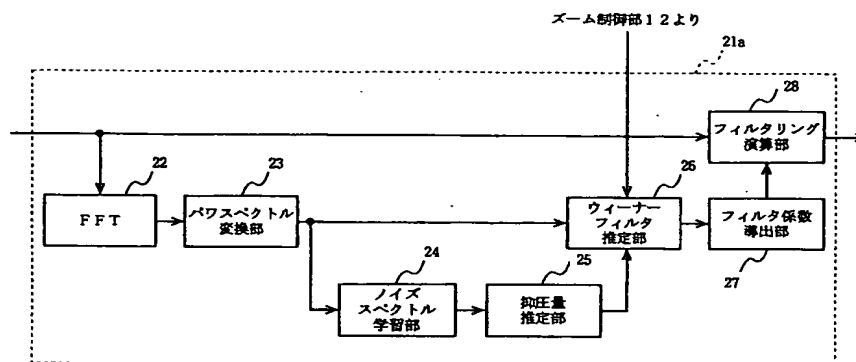 ズーム制御部12より
21a
28
フィルタリング
演算部
22
FFT
23
パワスペクトル
変換部
26
ウィーナー
フィルタ
推定部
フィルタ係数
導出部
27
24
ノイズ
スペクトル
学習部
25
抑圧量
推定部